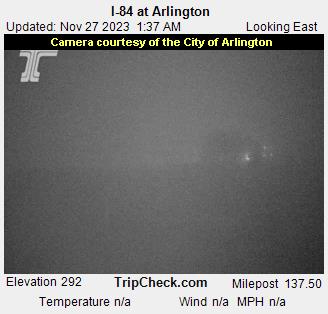 I-84 at Arlington
Updated: Nov 27 2023 1:37 AM Looking East
Camera courtesy of the City of Arlington
Elevation 292 TripCheck.com Milepost 137.50
Temperature n/a Wind n/a MPH n/a